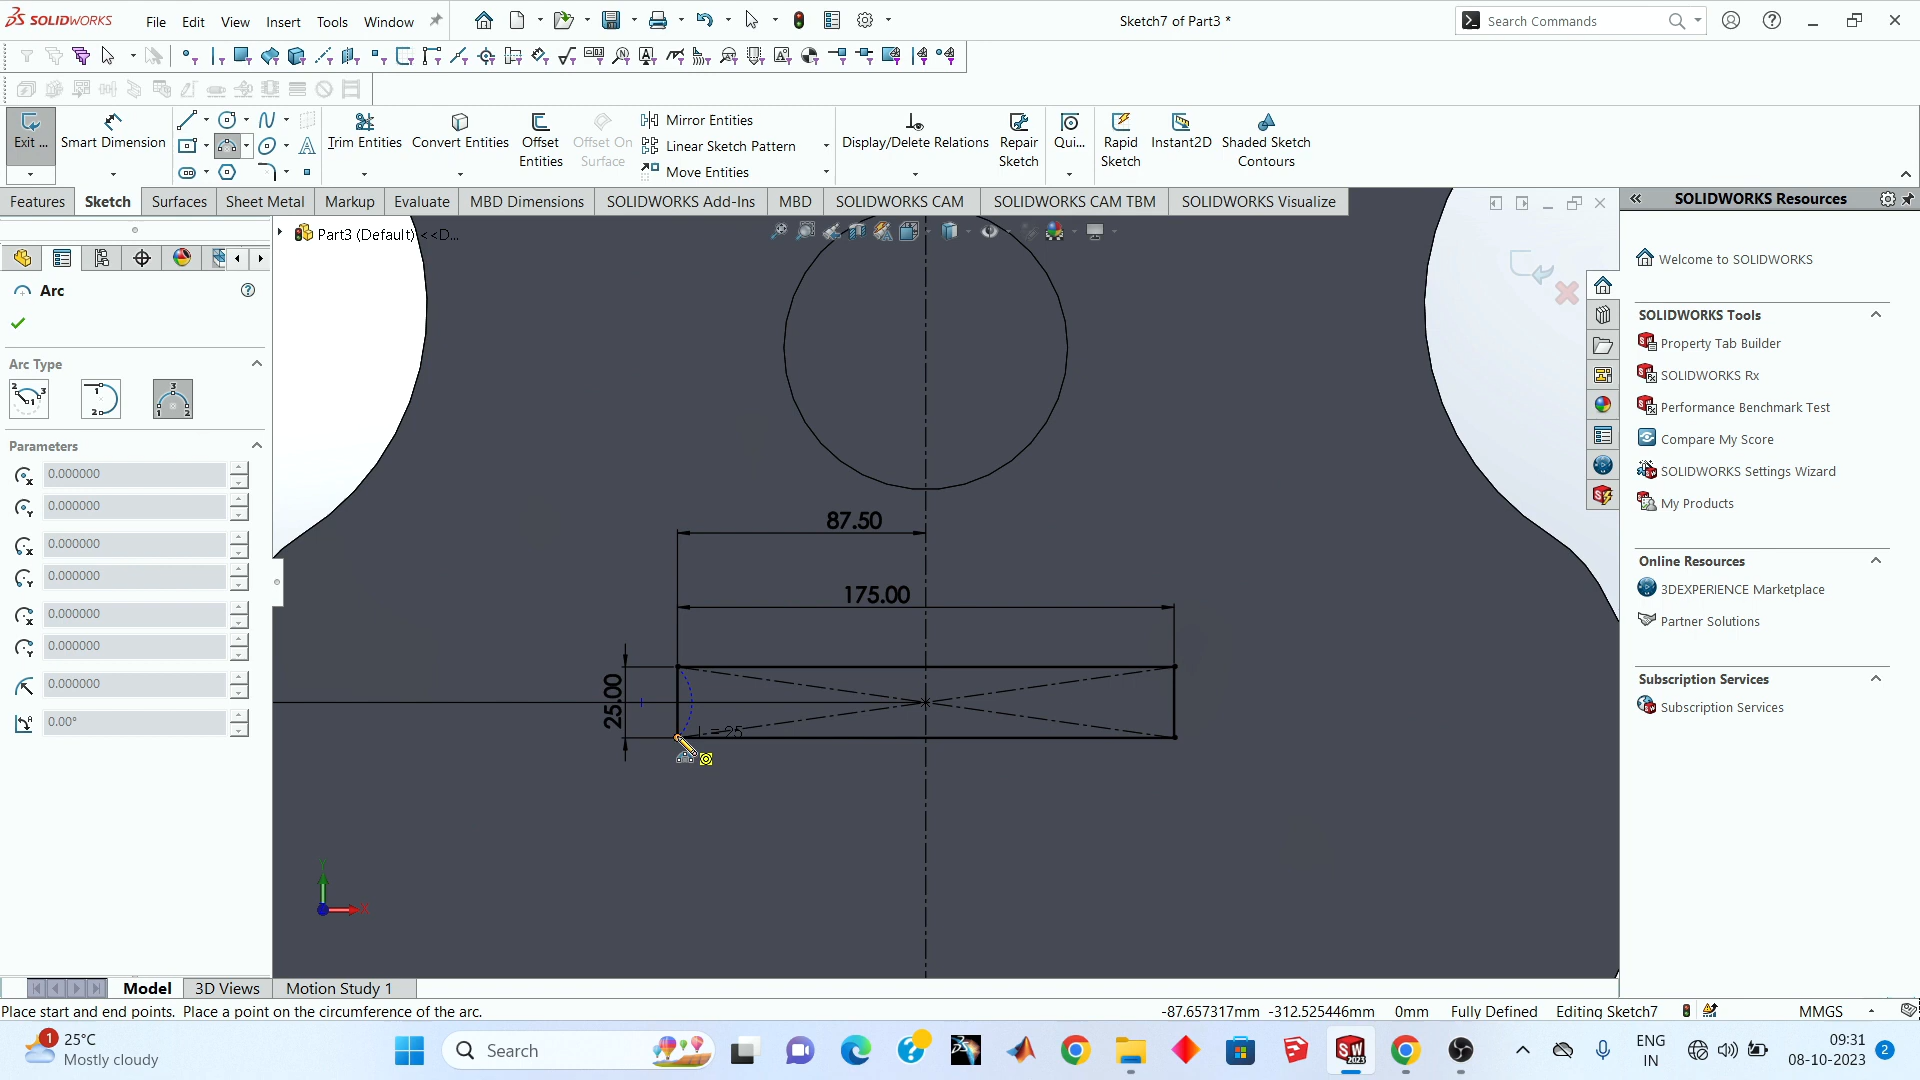 SOLIDWORKS File Edit View Insert Tools Window Sketch7 of Part3 * Search Commands
Exit ... Smart Dimension Trim Entities Convert Entities Offset Entities Offset On Surface Mirror Entities Display/Delete Relations Repair Sketch Qui... Rapid Sketch Instant2D Shaded Sketch Contours
Linear Sketch Pattern
Move Entities
Features Sketch Surfaces Sheet Metal Markup Evaluate MBD Dimensions SOLIDWORKS Add-Ins MBD SOLIDWORKS CAM SOLIDWORKS CAM TBM SOLIDWORKS Visualize
SOLIDWORKS Resources
Part3 (Default) <<D...
Arc
Arc Type
Parameters
0.000000
0.000000
0.000000
0.000000
0.000000
0.000000
0.000000
0.00°
87.50
175.00
25.00
L = 25
Y
X
Welcome to SOLIDWORKS
SOLIDWORKS Tools
Property Tab Builder
SOLIDWORKS Rx
Performance Benchmark Test
Compare My Score
SOLIDWORKS Settings Wizard
My Products
Online Resources
3DEXPERIENCE Marketplace
Partner Solutions
Subscription Services
Subscription Services
Model 3D Views Motion Study 1
Place start and end points. Place a point on the circumference of the arc. -87.657317mm -312.525446mm 0mm Fully Defined Editing Sketch7 MMGS
1 25°C
Mostly cloudy
Search
SW 2023
ENG
IN
09:31
08-10-2023
2